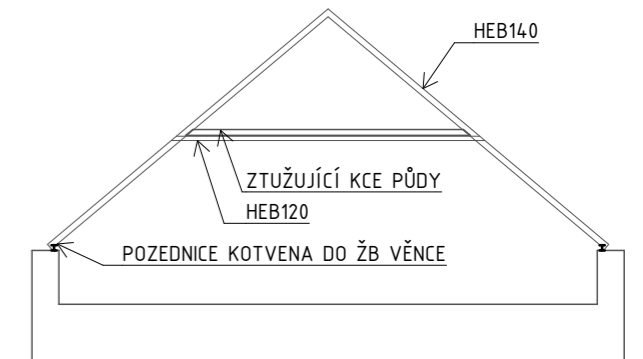 HEB140
ZTUŽUJÍCÍ KCE PŮDY
HEB120
POZEDNICE KOTVENA DO ŽB VĚNCE